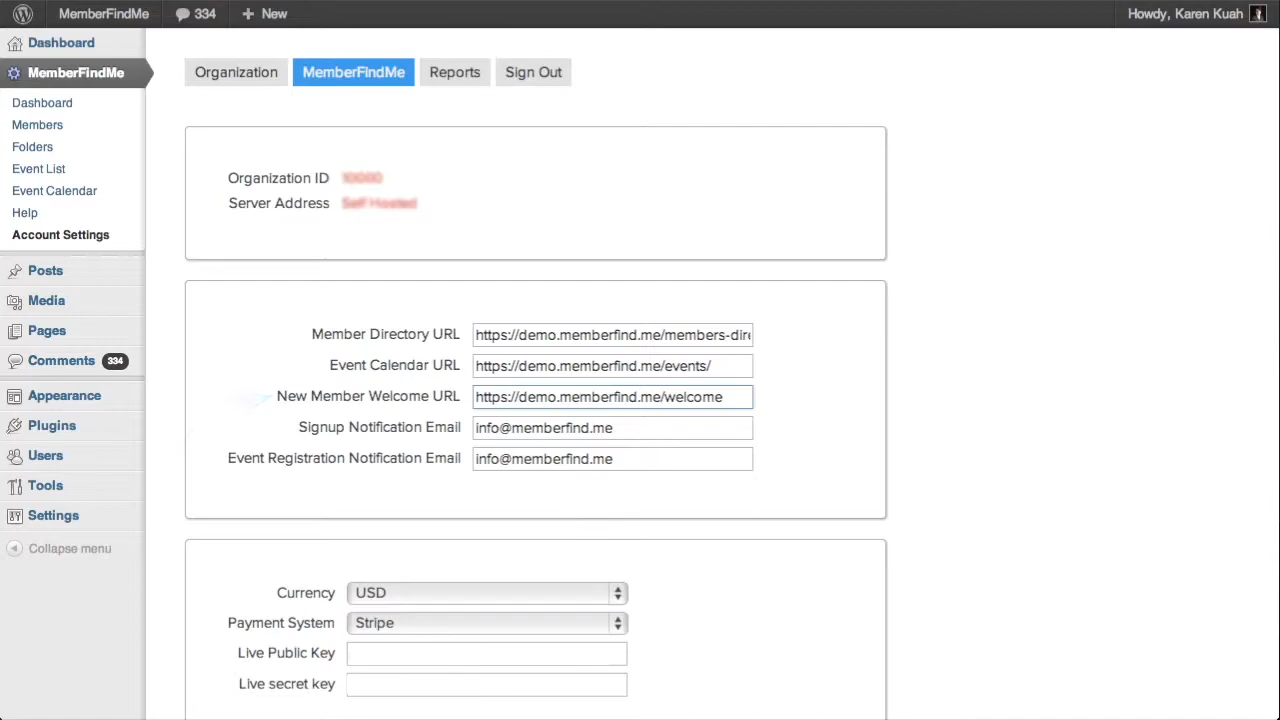 MemberFindMe 334 + New Howdy, Karen Kuah
Dashboard
MemberFindMe
Dashboard
Members
Folders
Event List
Event Calendar
Help
Account Settings
Posts
Media
Pages
Comments 334
Appearance
Plugins
Users
Tools
Settings
Collapse menu
Organization MemberFindMe Reports Sign Out
Organization ID 10000
Server Address Self Hosted
Member Directory URL https://demo.memberfind.me/members-dire
Event Calendar URL https://demo.memberfind.me/events/
New Member Welcome URL https://demo.memberfind.me/welcome
Signup Notification Email info@memberfind.me
Event Registration Notification Email info@memberfind.me
Currency USD
Payment System Stripe
Live Public Key
Live secret key